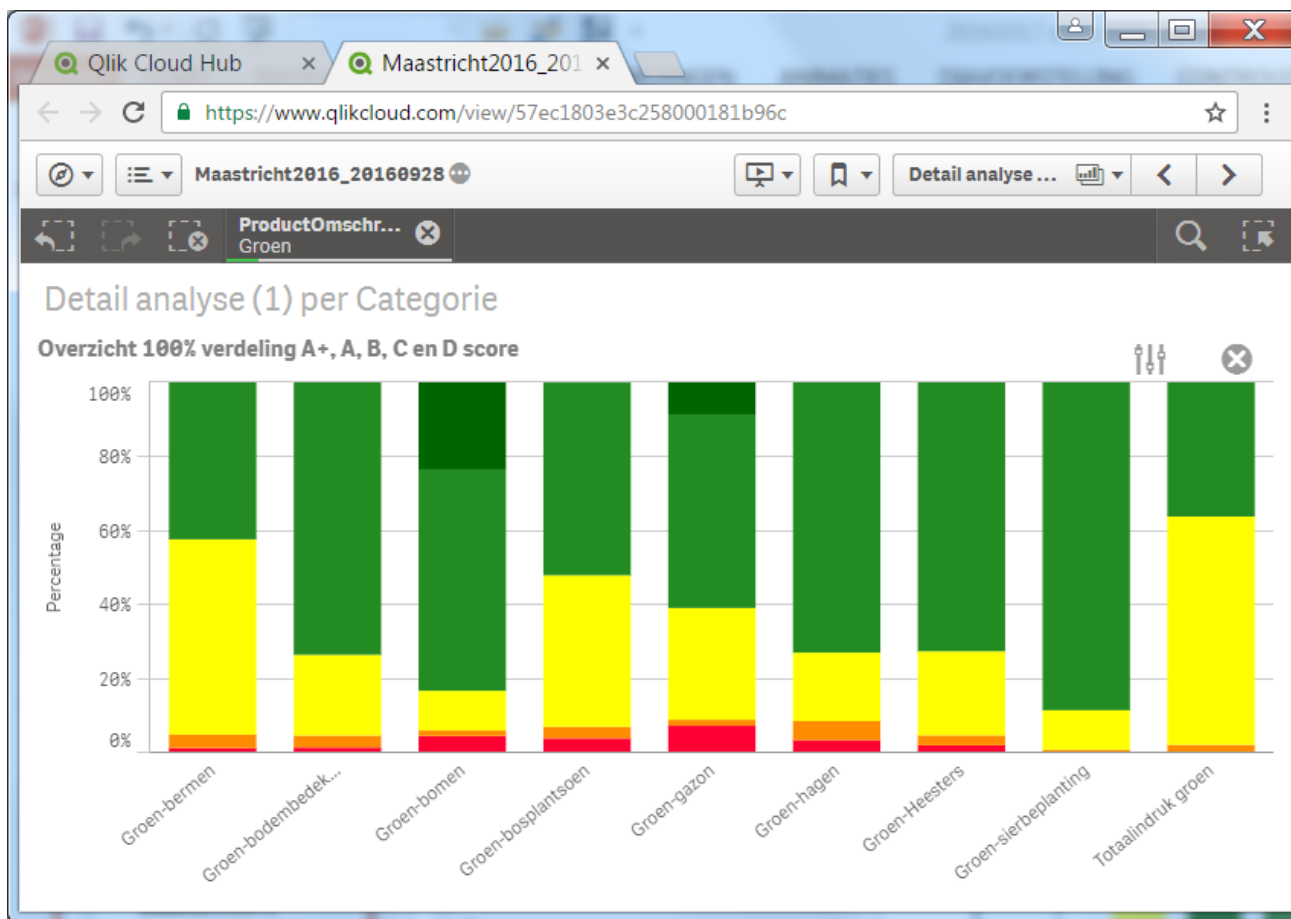 Qlik Cloud Hub
Maastricht2016_201
https://www.qlikcloud.com/view/57ec1803e3c258000181b96c
Maastricht2016_20160928
Detail analyse ...
ProductOmschr...
Groen
Detail analyse (1) per Categorie
Overzicht 100% verdeling A+, A, B, C en D score
Percentage
100%
80%
60%
40%
20%
0%
Groen-bermen
Groen-bodembedek...
Groen-bomen
Groen-bosplantsoen
Groen-gazon
Groen-hagen
Groen-Heesters
Groen-sierbeplanting
Totaalindruk groen